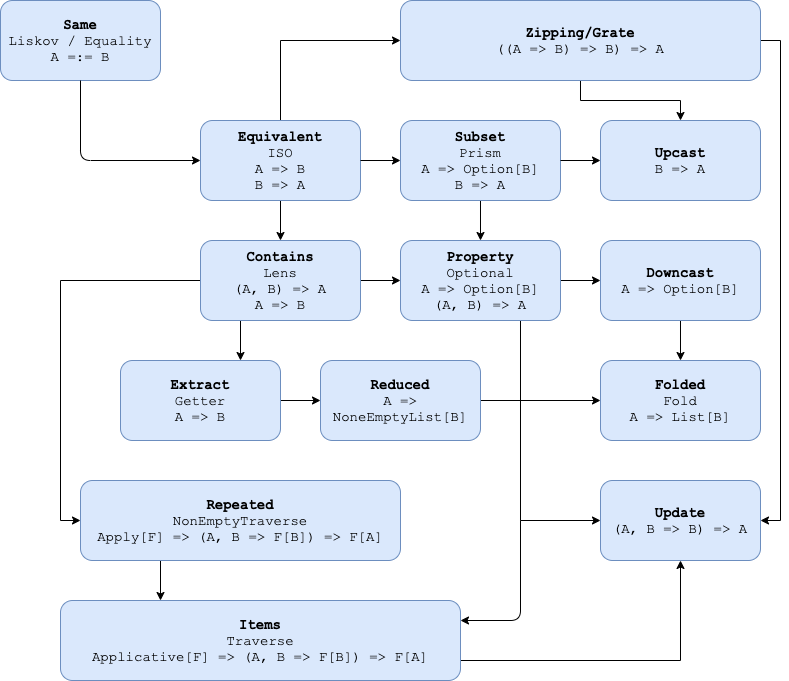 Same
Liskov / Equality
A =:= B
Zipping/Grate
((A => B) => B) => A
Equivalent
ISO
A => B
B => A
Subset
Prism
A => Option[B]
B => A
Upcast
B => A
Contains
Lens
(A, B) => A
A => B
Property
Optional
A => Option[B]
(A, B) => A
Downcast
A => Option[B]
Extract
Getter
A => B
Reduced
A =>
NoneEmptyList[B]
Folded
Fold
A => List[B]
Repeated
NonEmptyTraverse
Apply[F] => (A, B => F[B]) => F[A]
Update
(A, B => B) => A
Items
Traverse
Applicative[F] => (A, B => F[B]) => F[A]